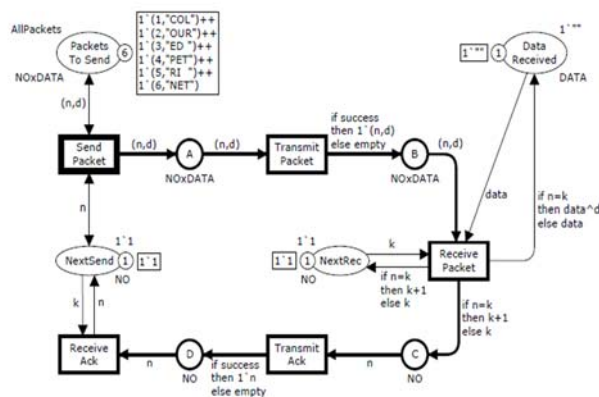 AllPackets
Packets
To Send
6
1`(1,"COL")++
1`(2,"OUR")++
1`(3,"ED ")++
1`(4,"PET")++
1`(5,"RI  ")++
1`(6,"NET")
NOxDATA
1`""
1`""
1
Data
Received
DATA
(n,d)
Send
Packet
(n,d)
A
NOxDATA
(n,d)
Transmit
Packet
if success
then 1`(n,d)
else empty
B
NOxDATA
(n,d)
data
if n=k
then data^d
else data
n
NextSend
1`1
1
1`1
NO
1`1
1`1
1
NextRec
NO
k
if n=k
then k+1
else k
Receive
Packet
if n=k
then k+1
else k
k
n
Receive
Ack
n
D
NO
if success
then 1`n
else empty
Transmit
Ack
n
C
NO